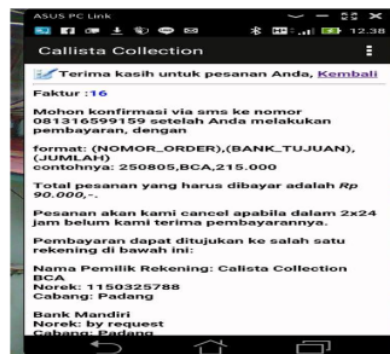 ASUS PC Link
12.38
Callista Collection
Terima kasih untuk pesanan Anda, Kembali
Faktur :16
Mohon konfirmasi via sms ke nomor
081316599159 setelah Anda melakukan
pembayaran, dengan
format: (NOMOR_ORDER),(BANK_TUJUAN),
(JUMLAH)
contohnya: 250805,BCA,215.000
Total pesanan yang harus dibayar adalah Rp
90.000,-.
Pesanan akan kami cancel apabila dalam 2x24
jam belum kami terima pembayarannya.
Pembayaran dapat ditujukan ke salah satu
rekening di bawah ini:
Nama Pemilik Rekening: Calista Collection
BCA
Norek: 1150325788
Cabang: Padang
Bank Mandiri
Norek: by request
Cabang: Padang